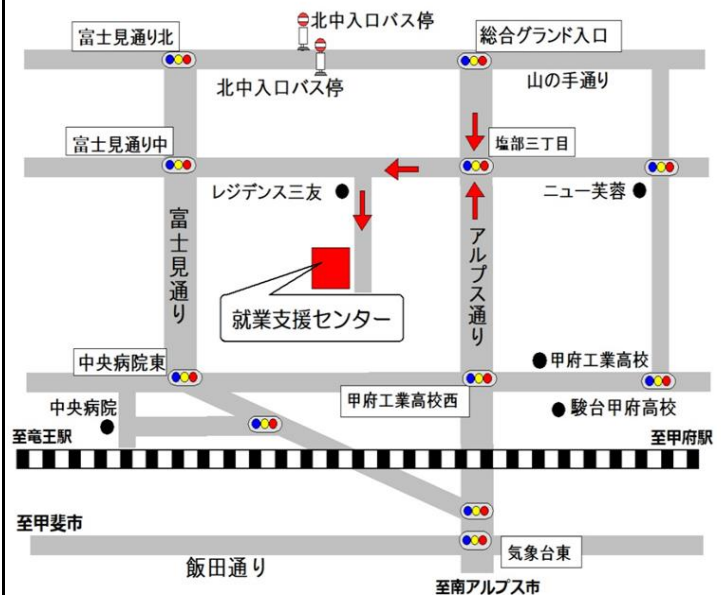 北中入口バス停
富士見通り北
総合グランド入口
北中入口バス停
山の手通り
富士見通り中
塩部三丁目
レジデンス三友
ニュー芙蓉
富士見通り
アルプス通り
就業支援センター
中央病院東
甲府工業高校
甲府工業高校西
中央病院
駿台甲府高校
至竜王駅
至甲府駅
至甲斐市
気象台東
飯田通り
至南アルプス市